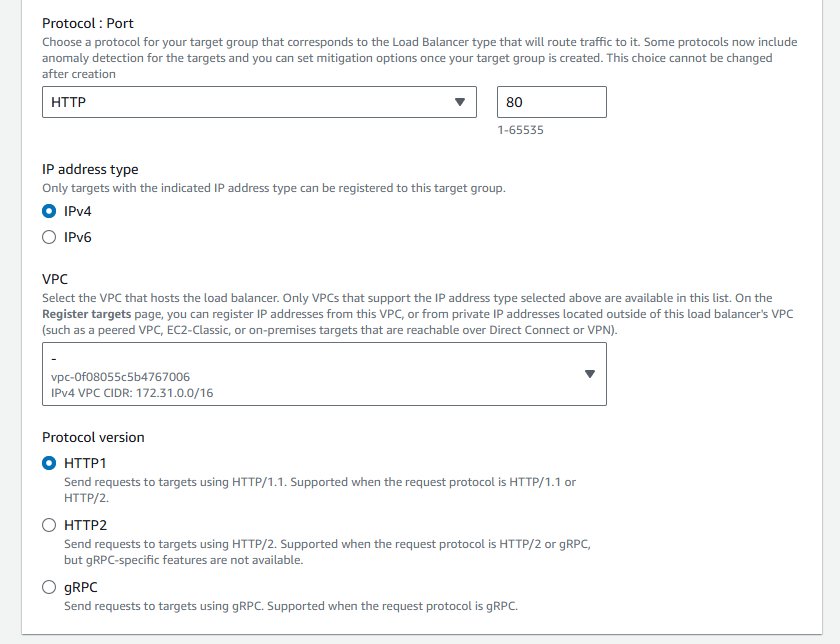 Protocol : Port
Choose a protocol for your target group that corresponds to the Load Balancer type that will route traffic to it. Some protocols now include
anomaly detection for the targets and you can set mitigation options once your target group is created. This choice cannot be changed
after creation
HTTP
80
1-65535
IP address type
Only targets with the indicated IP address type can be registered to this target group.
IPv4
IPv6
VPC
Select the VPC that hosts the load balancer. Only VPCs that support the IP address type selected above are available in this list. On the
Register targets page, you can register IP addresses from this VPC, or from private IP addresses located outside of this load balancer's VPC
(such as a peered VPC, EC2-Classic, or on-premises targets that are reachable over Direct Connect or VPN).
-
vpc-0f08055c5b4767006
IPv4 VPC CIDR: 172.31.0.0/16
Protocol version
HTTP1
Send requests to targets using HTTP/1.1. Supported when the request protocol is HTTP/1.1 or
HTTP/2.
HTTP2
Send requests to targets using HTTP/2. Supported when the request protocol is HTTP/2 or gRPC,
but gRPC-specific features are not available.
gRPC
Send requests to targets using gRPC. Supported when the request protocol is gRPC.